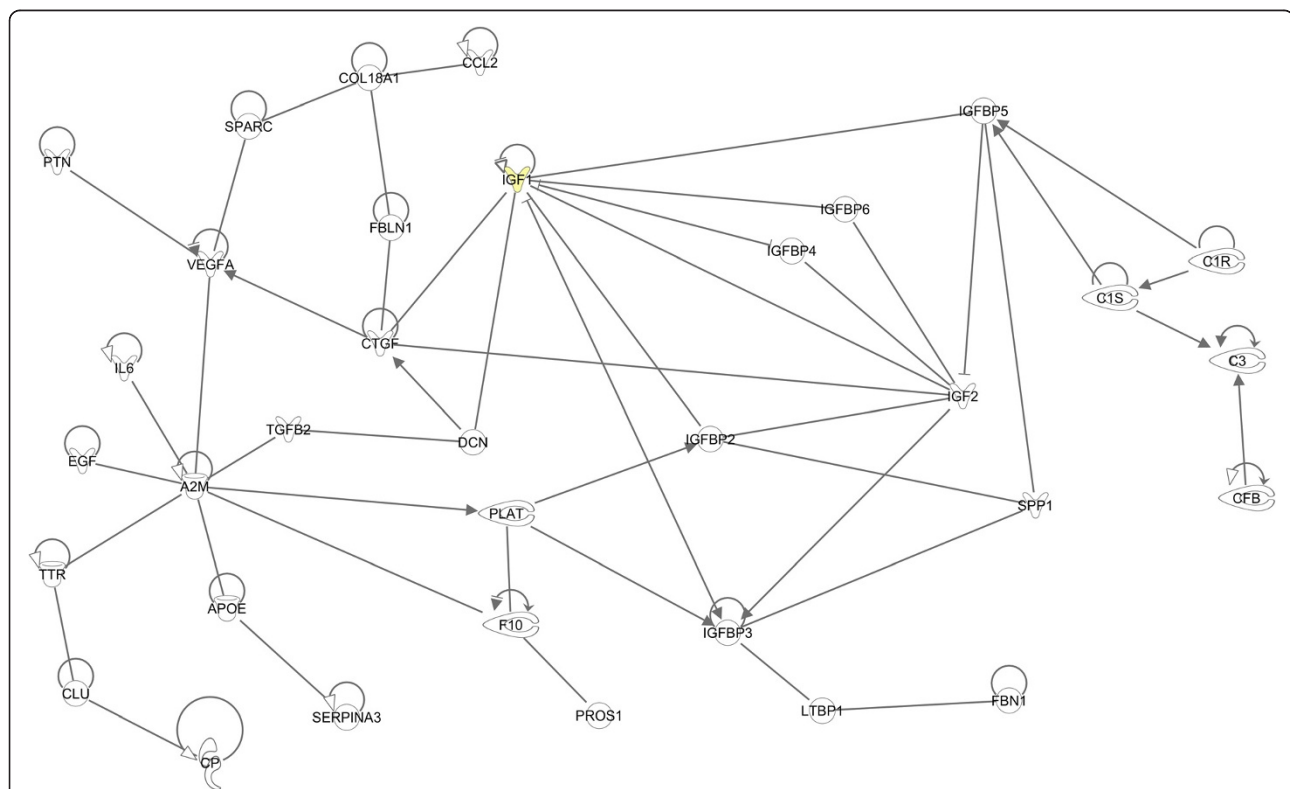 CCL2
COL18A1
IGFBP5
SPARC
PTN
IGF1
IGFBP6
FBLN1
IGFBP4
VEGFA
C1R
C1S
CTGF
C3
IL6
IGF2
TGFB2
DCN
IGFBP2
EGF
A2M
CFB
SPP1
PLAT
TTR
APOE
F10
IGFBP3
CLU
SERPINA3
PROS1
LTBP1
FBN1
CP